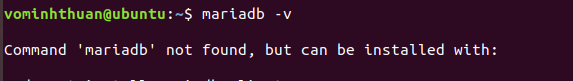 vominhthuan@ubuntu:~$ mariadb -v
Command 'mariadb' not found, but can be installed with: